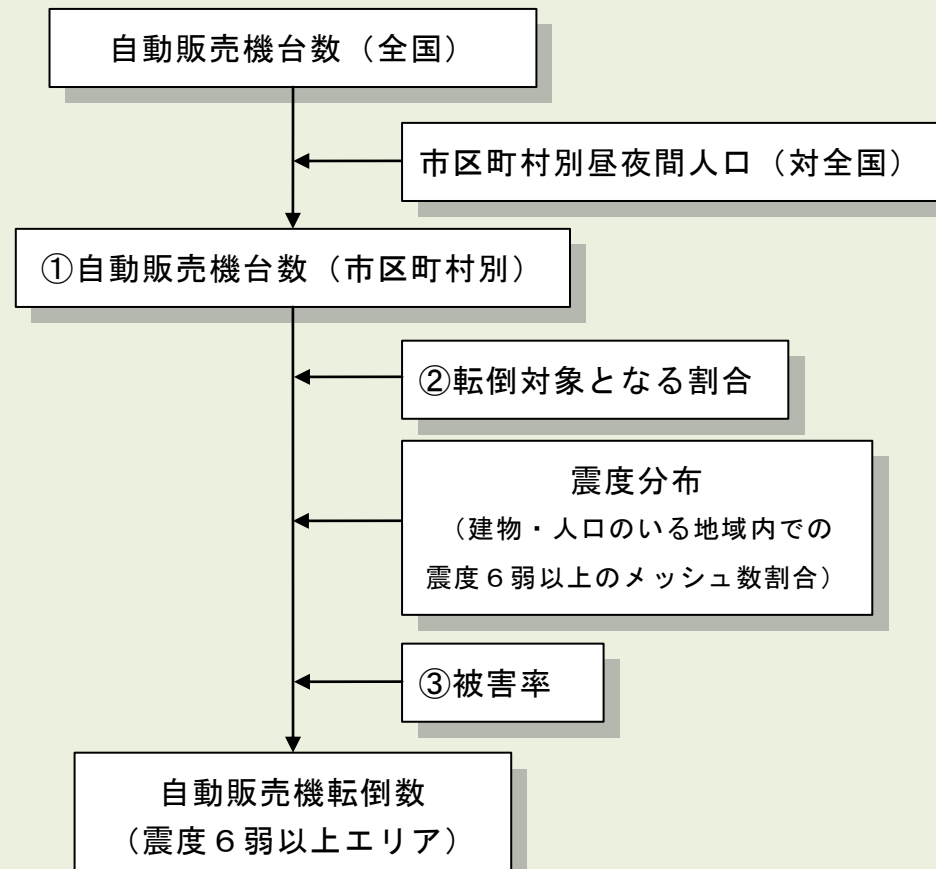 自動販売機台数（全国）
市区町村別昼夜間人口（対全国）
①自動販売機台数（市区町村別）
②転倒対象となる割合
震度分布
（建物・人口のいる地域内での
震度６弱以上のメッシュ数割合）
③被害率
自動販売機転倒数
（震度６弱以上エリア）